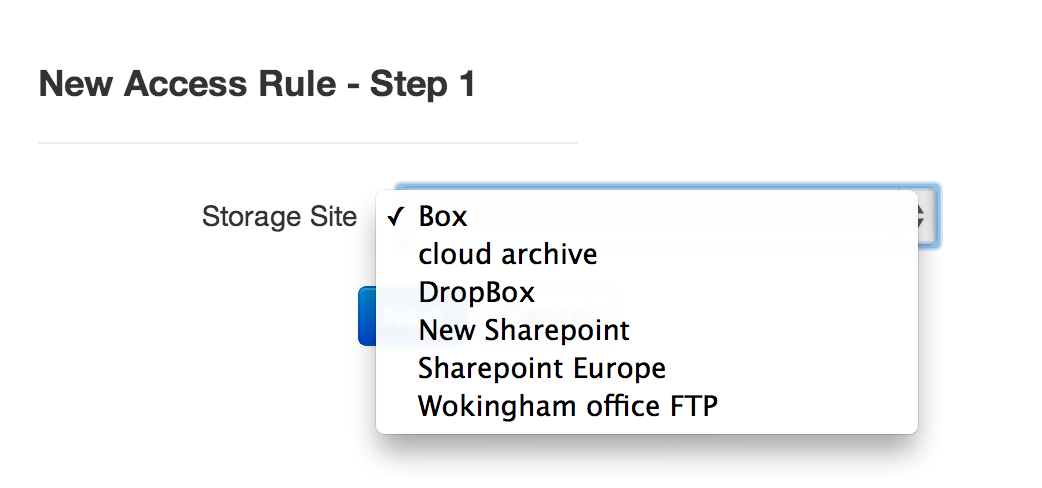 New Access Rule - Step 1
Storage Site
✓ Box
cloud archive
DropBox
New Sharepoint
Sharepoint Europe
Wokingham office FTP